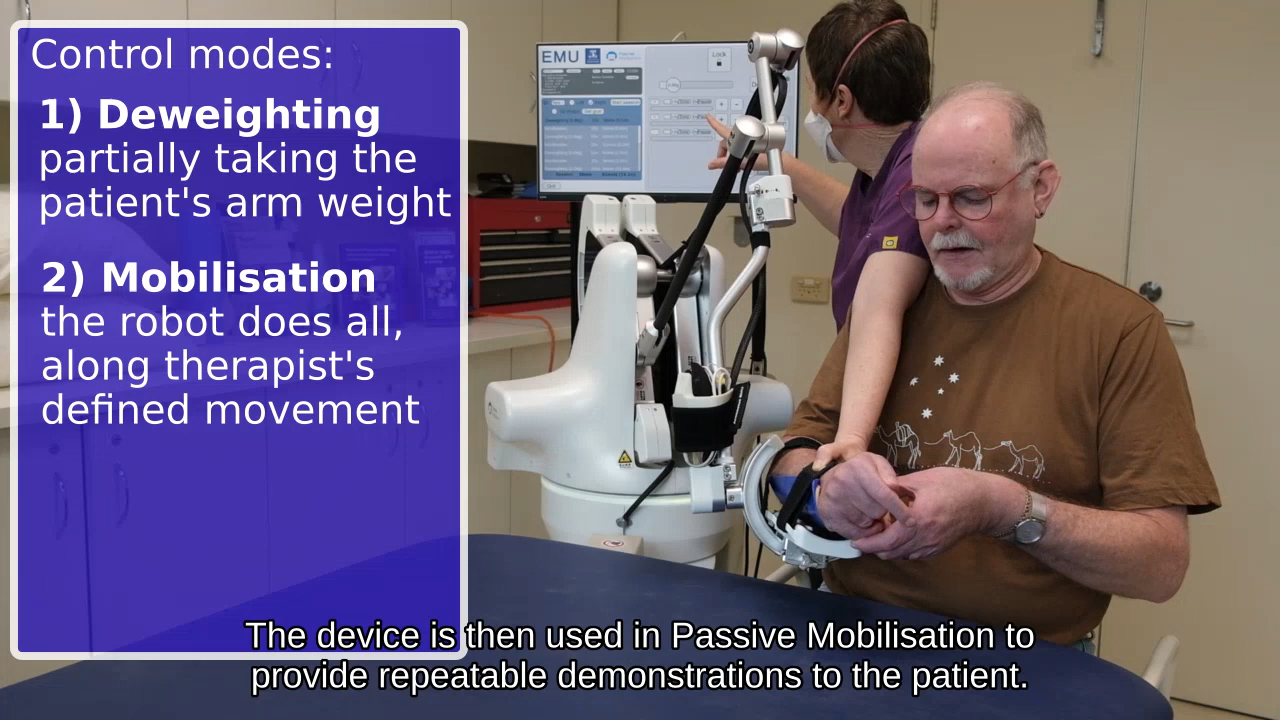 Control modes:
1) Deweighting
partially taking the
patient's arm weight
2) Mobilisation
the robot does all,
along therapist's
defined movement
EMU
Lock
The device is then used in Passive Mobilisation to
provide repeatable demonstrations to the patient.